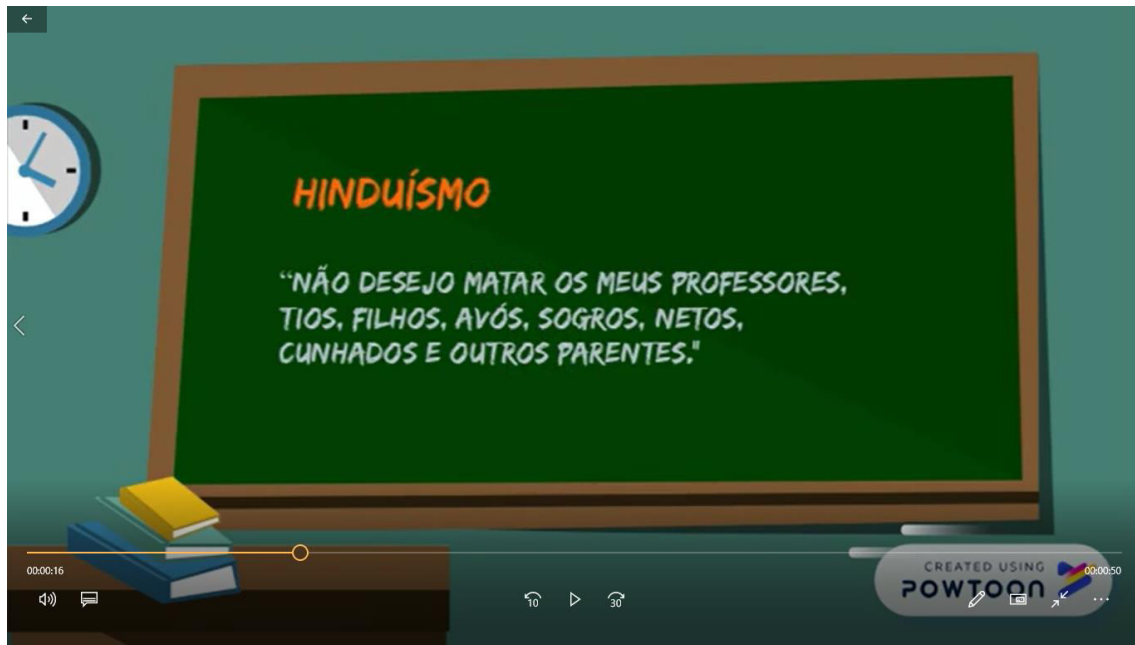 HINDUÍSMO
“NÃO DESEJO MATAR OS MEUS PROFESSORES,
TIOS, FILHOS, AVÓS, SOGROS, NETOS,
CUNHADOS E OUTROS PARENTES."
00:00:16
00:00:50
10
30
CREATED USING
POWTOON